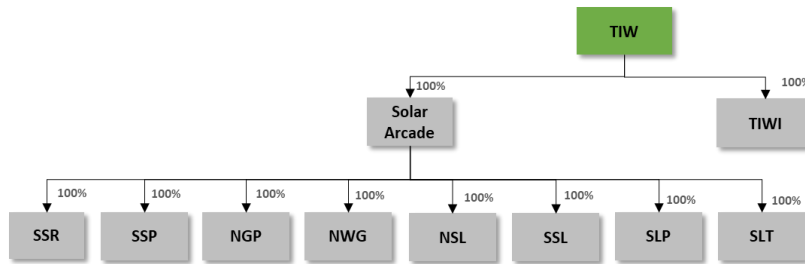 TIW
100%
100%
Solar
Arcade
TIWI
100%
100%
100%
100%
100%
100%
100%
100%
SSR
SSP
NGP
NWG
NSL
SSL
SLP
SLT